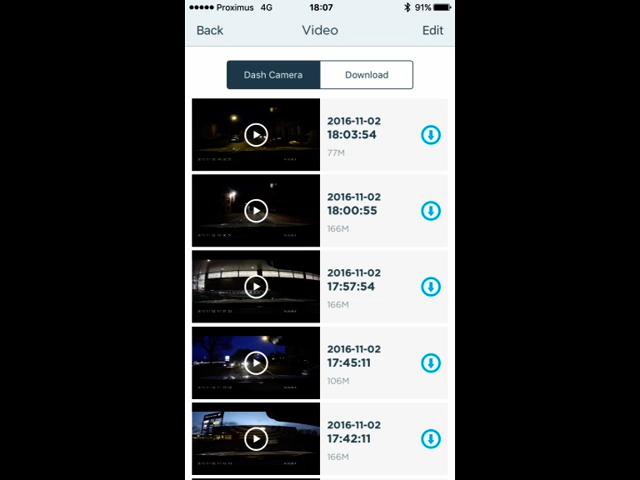 Proximus 4G 18:07 91%
Back Video Edit
Dash Camera Download
2016-11-02
18:03:54
77M
2016-11-02
18:00:55
166M
2016-11-02
17:57:54
166M
2016-11-02
17:45:11
106M
2016-11-02
17:42:11
166M